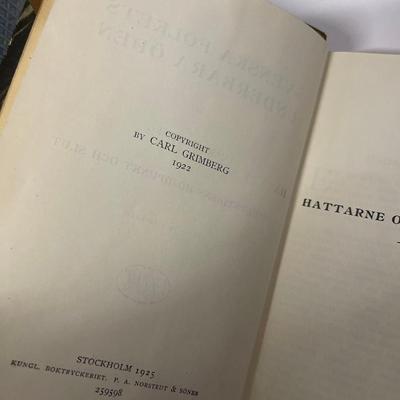 COPYRIGHT
BY CARL GRIMBERG
1922
STOCKHOLM 1925
KUNGL. BOKTRYCKERIET. P. A. NORSTEDT & SÖNER
259598
HATTARNE O